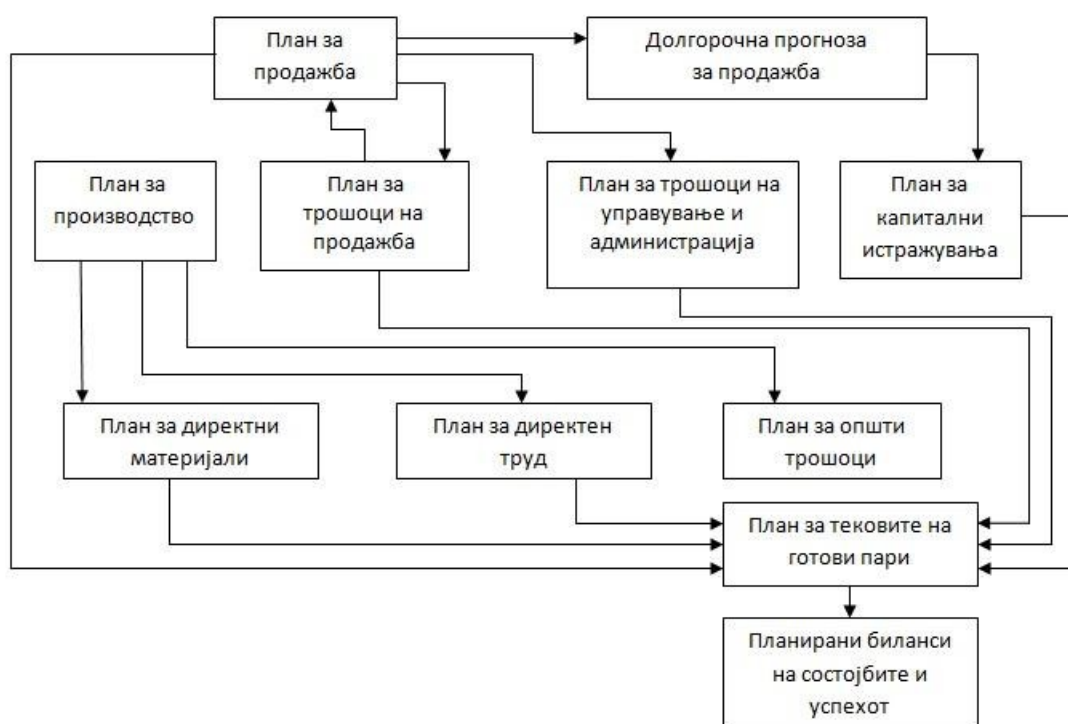 План за
продажба
Долгорочна прогноза
за продажба
План за
производство
План за
трошоци на
продажба
План за трошоци на
управување и
администрација
План за
капитални
истражувања
План за директни
материјали
План за директен
труд
План за општи
трошоци
План за тековите на
готови пари
Планирани биланси
на состојбите и
успехот